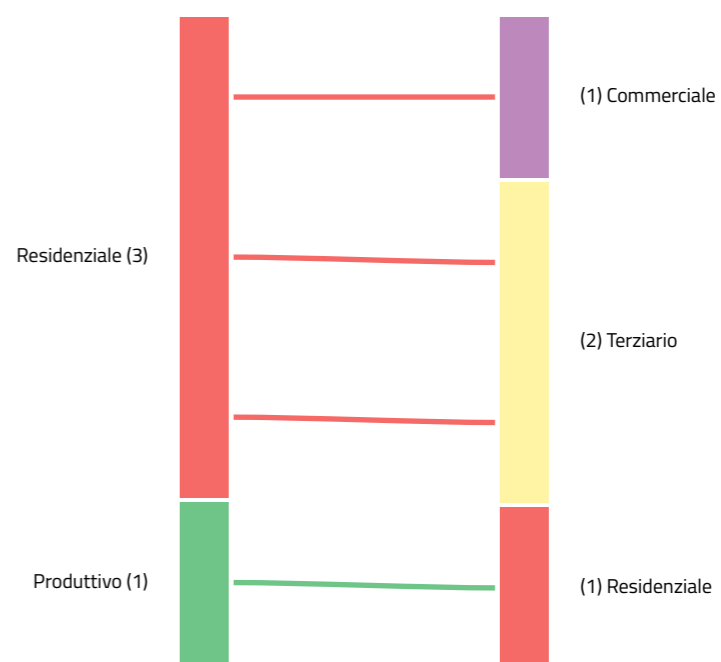 (1) Commerciale
Residenziale (3)
(2) Terziario
Produttivo (1)
(1) Residenziale